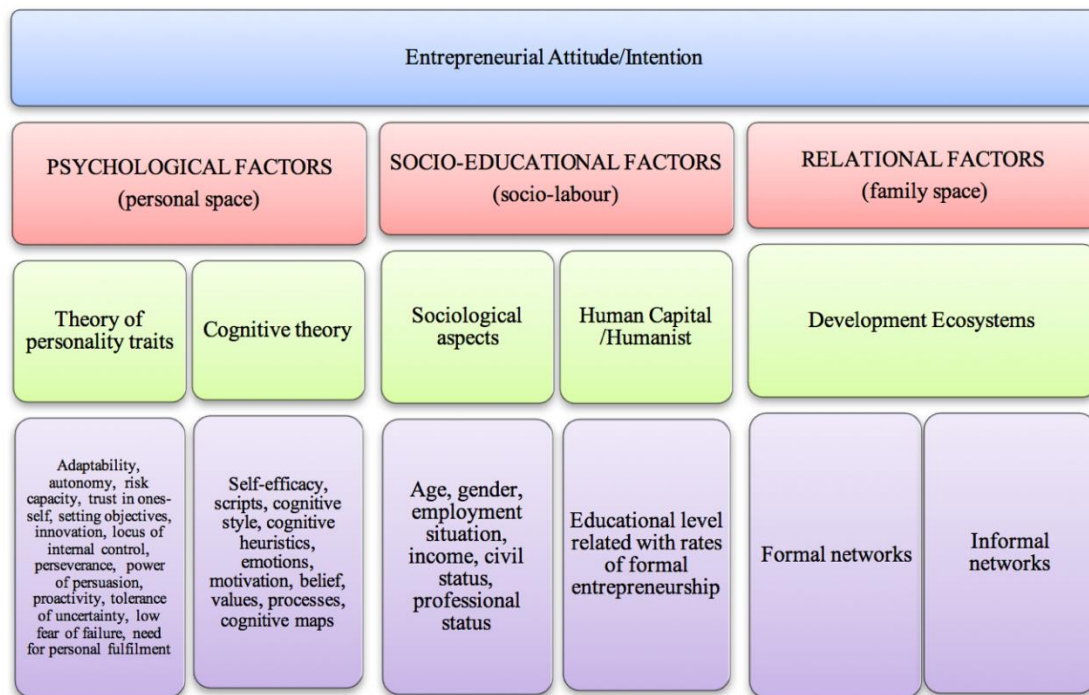 Entrepreneurial Attitude/Intention
PSYCHOLOGICAL FACTORS
(personal space)
SOCIO-EDUCATIONAL FACTORS
(socio-labour)
RELATIONAL FACTORS
(family space)
Theory of
personality traits
Cognitive theory
Sociological
aspects
Human Capital
/Humanist
Development Ecosystems
Adaptability,
autonomy, risk
capacity, trust in ones-
self, setting objectives,
innovation, locus of
internal control,
perseverance, power
of persuasion,
proactivity, tolerance
of uncertainty, low
fear of failure, need
for personal fulfilment
Self-efficacy,
scripts, cognitive
style, cognitive
heuristics,
emotions,
motivation, belief,
values, processes,
cognitive maps
Age, gender,
employment
situation,
income, civil
status,
professional
status
Educational level
related with rates
of formal
entrepreneurship
Formal networks
Informal
networks